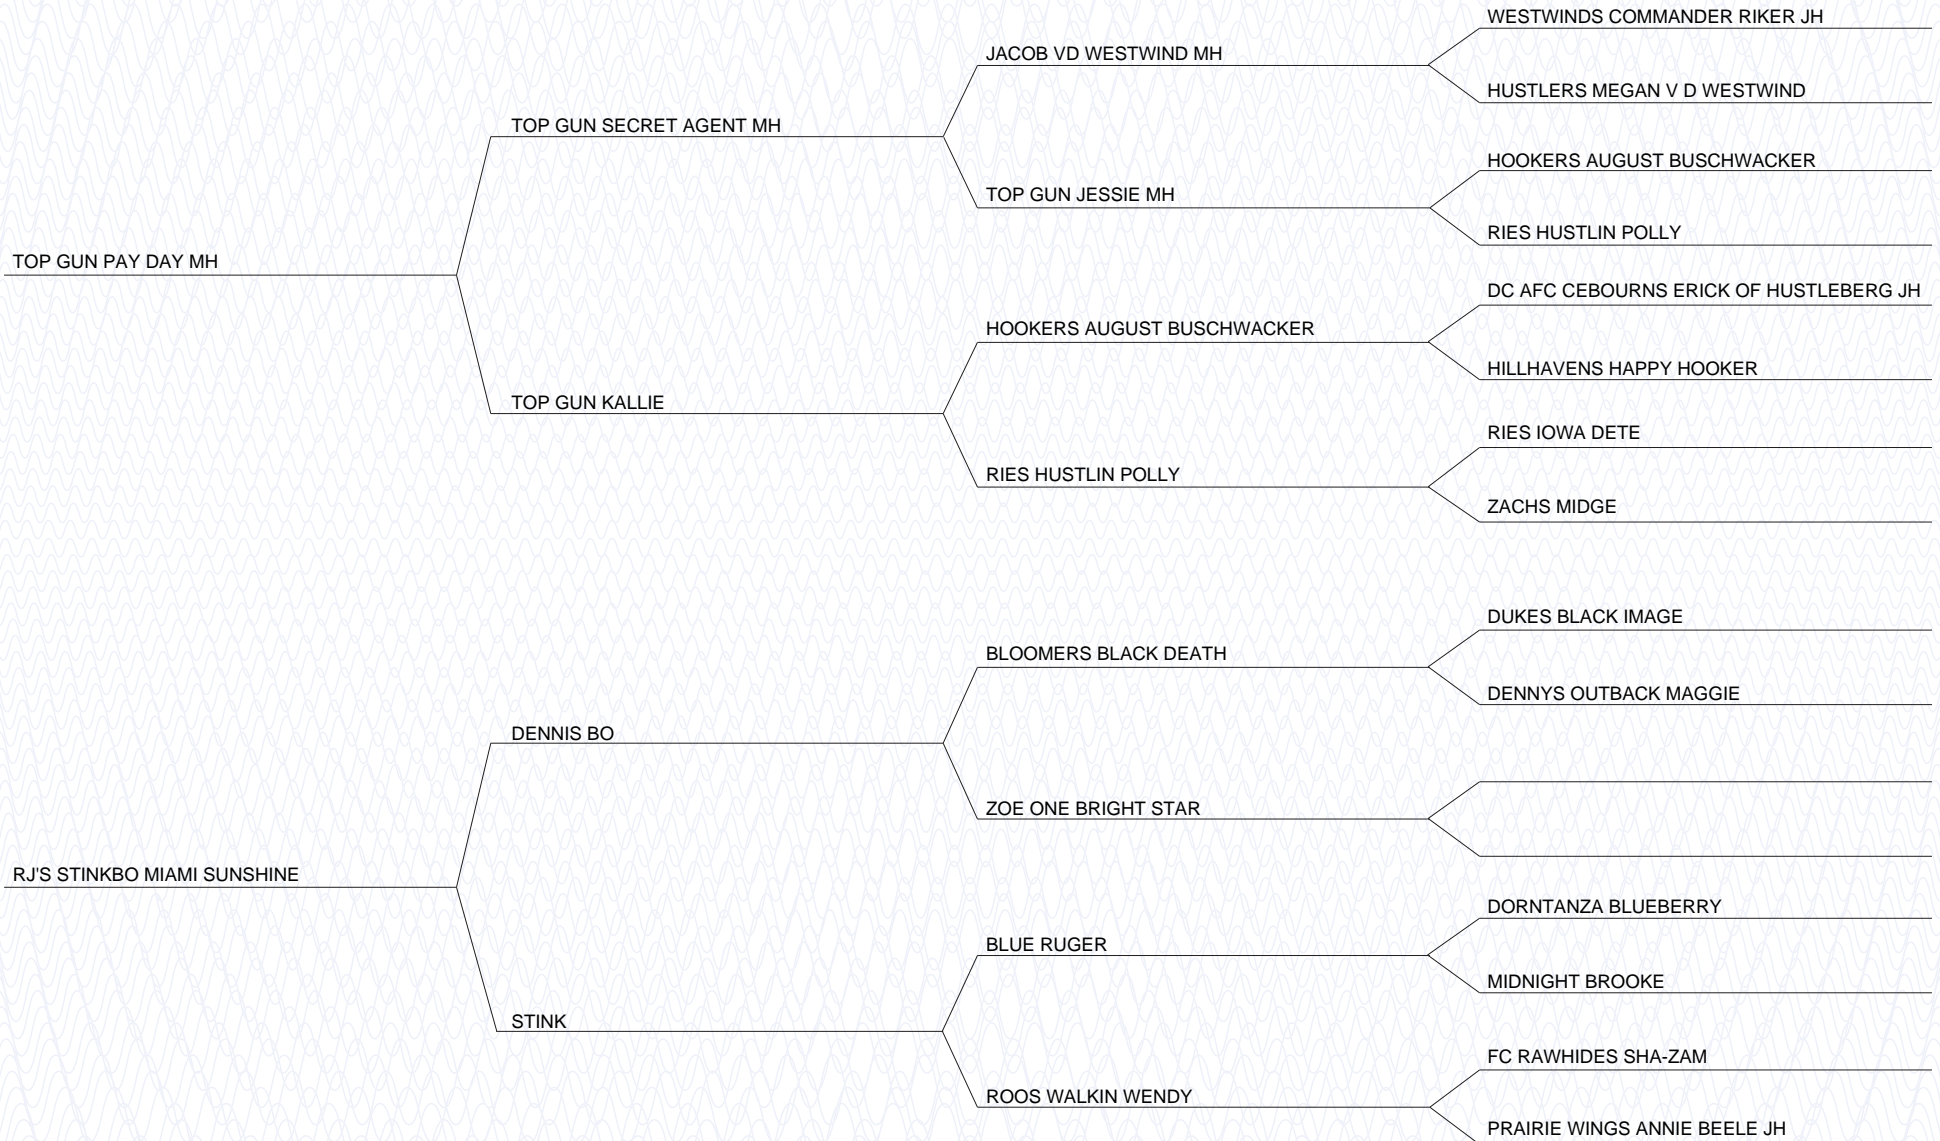 WESTWINDS COMMANDER RIKER JH
JACOB VD WESTWIND MH
HUSTLERS MEGAN V D WESTWIND
TOP GUN SECRET AGENT MH
HOOKERS AUGUST BUSCHWACKER
TOP GUN JESSIE MH
RIES HUSTLIN POLLY
TOP GUN PAY DAY MH
DC AFC CEBOURNS ERICK OF HUSTLEBERG JH
HOOKERS AUGUST BUSCHWACKER
HILLHAVENS HAPPY HOOKER
TOP GUN KALLIE
RIES IOWA DETE
RIES HUSTLIN POLLY
ZACHS MIDGE
DUKES BLACK IMAGE
BLOOMERS BLACK DEATH
DENNYS OUTBACK MAGGIE
DENNIS BO
ZOE ONE BRIGHT STAR
RJ'S STINKBO MIAMI SUNSHINE
DORNTANZA BLUEBERRY
BLUE RUGER
MIDNIGHT BROOKE
STINK
FC RAWHIDES SHA-ZAM
ROOS WALKIN WENDY
PRAIRIE WINGS ANNIE BEELE JH